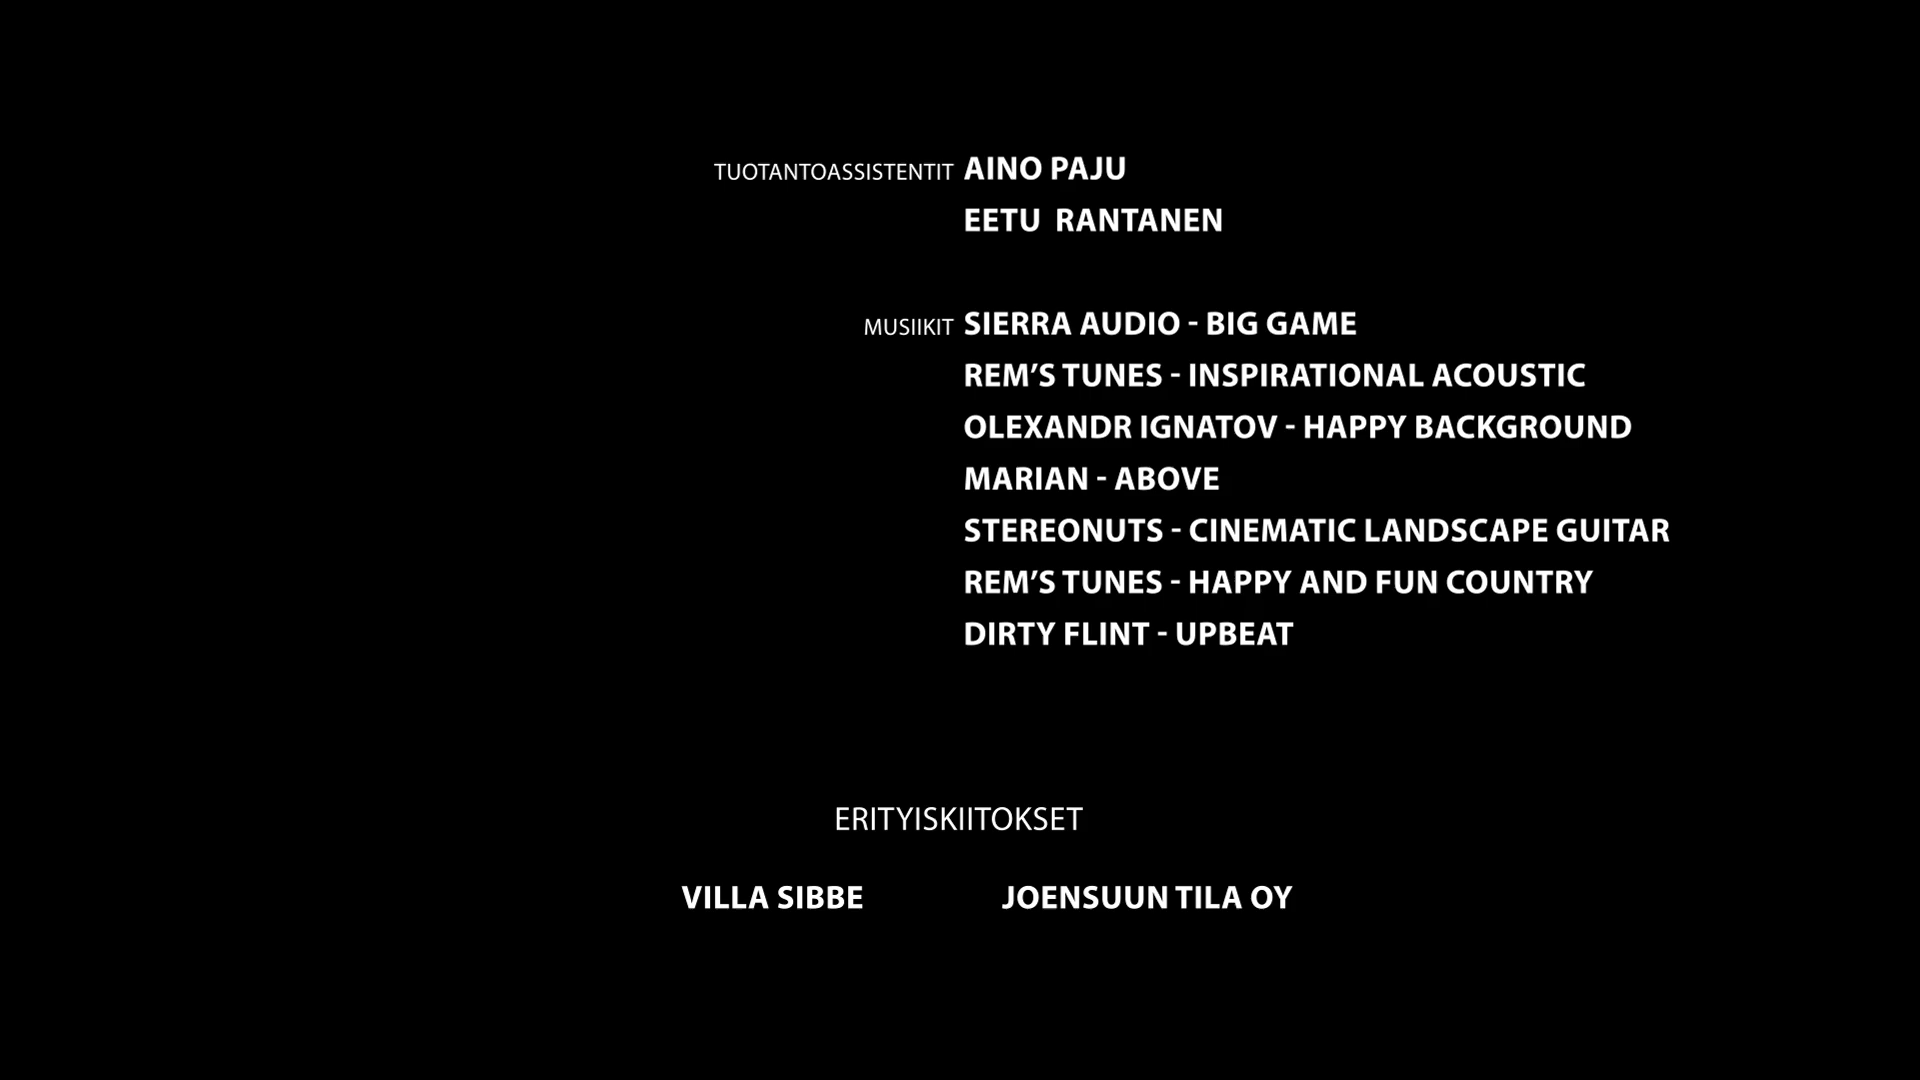 TUOTANTOASSISTENTIT AINO PAJU
EETU RANTANEN
MUSIIKIT SIERRA AUDIO - BIG GAME
REM’S TUNES - INSPIRATIONAL ACOUSTIC
OLEXANDR IGNATOV - HAPPY BACKGROUND
MARIAN - ABOVE
STEREONUTS - CINEMATIC LANDSCAPE GUITAR
REM’S TUNES - HAPPY AND FUN COUNTRY
DIRTY FLINT - UPBEAT
ERITYISKIITOKSET
VILLA SIBBE JOENSUUN TILA OY